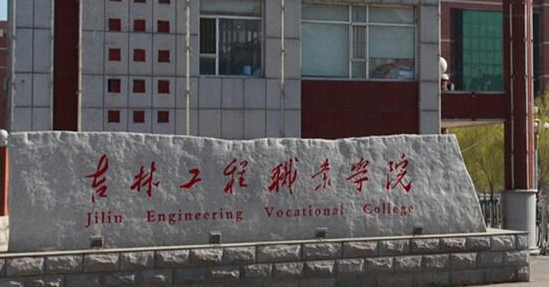 吉林工程职业学院
Jilin Engineering Vocational College